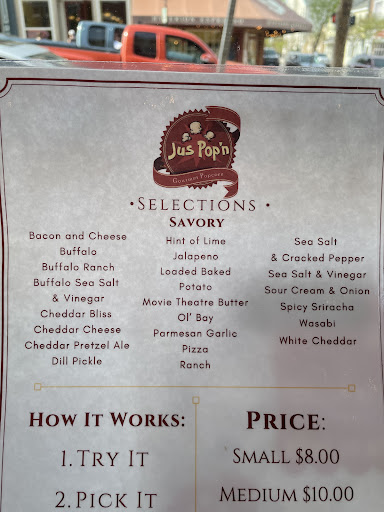 Jus Pop'n
Gourmet Popcorn
• SELECTIONS •
SAVORY
Bacon and Cheese
Buffalo
Buffalo Ranch
Buffalo Sea Salt
& Vinegar
Cheddar Bliss
Cheddar Cheese
Cheddar Pretzel Ale
Dill Pickle
Hint of Lime
Jalapeno
Loaded Baked
Potato
Movie Theatre Butter
Ol' Bay
Parmesan Garlic
Pizza
Ranch
Sea Salt
& Cracked Pepper
Sea Salt & Vinegar
Sour Cream & Onion
Spicy Sriracha
Wasabi
White Cheddar
HOW IT WORKS:
1. TRY IT
2. PICK IT
PRICE:
SMALL $8.00
MEDIUM $10.00